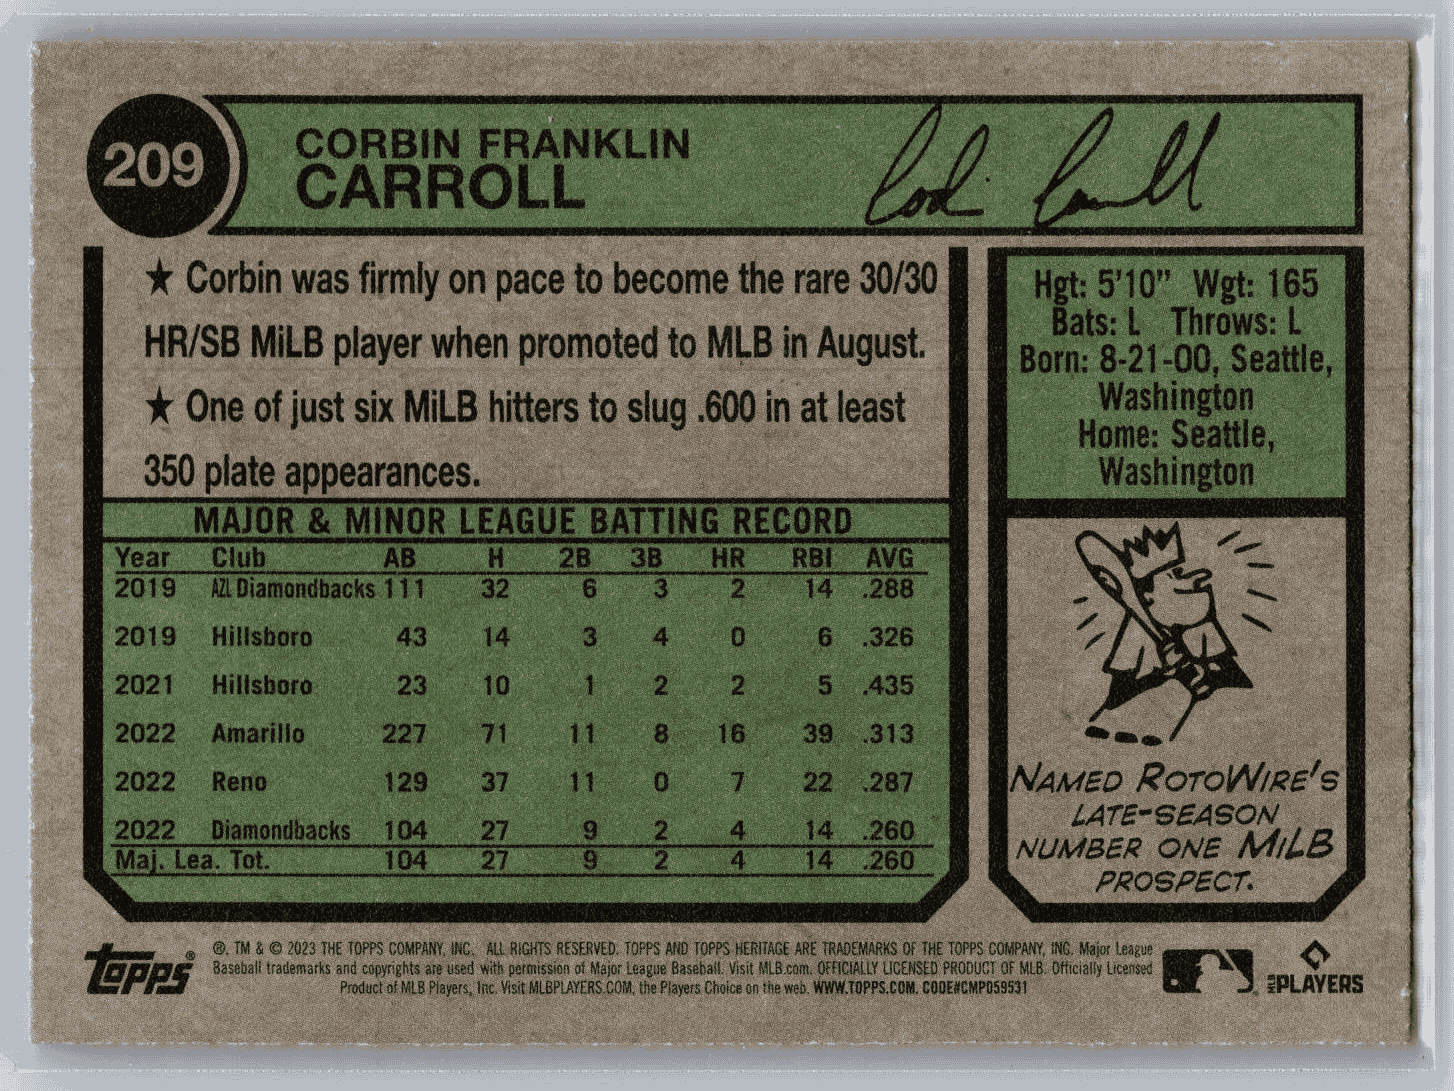 209
CORBIN FRANKLIN
CARROLL
★ Corbin was firmly on pace to become the rare 30/30
HR/SB MiLB player when promoted to MLB in August.
★ One of just six MiLB hitters to slug .600 in at least
350 plate appearances.
Hgt: 5'10” Wgt: 165
Bats: L Throws: L
Born: 8-21-00, Seattle,
Washington
Home: Seattle,
Washington
MAJOR & MINOR LEAGUE BATTING RECORD
Year Club AB H 2B 3B HR RBI AVG
2019 AZL Diamondbacks 111 32 6 3 2 14 .288
2019 Hillsboro 43 14 3 4 0 6 .326
2021 Hillsboro 23 10 1 2 2 5 .435
2022 Amarillo 227 71 11 8 16 39 .313
2022 Reno 129 37 11 0 7 22 .287
2022 Diamondbacks 104 27 9 2 4 14 .260
Maj. Lea. Tot. 104 27 9 2 4 14 .260
NAMED ROTOWIRE'S
LATE-SEASON
NUMBER ONE MiLB
PROSPECT.
topps®
®, TM & © 2023 THE TOPPS COMPANY, INC. ALL RIGHTS RESERVED. TOPPS AND TOPPS HERITAGE ARE TRADEMARKS OF THE TOPPS COMPANY, INC. Major League
Baseball trademarks and copyrights are used with permission of Major League Baseball. Visit MLB.com. OFFICIALLY LICENSED PRODUCT OF MLB. Officially Licensed
Product of MLB Players, Inc. Visit MLBPLAYERS.COM, the Players Choice on the web. WWW.TOPPS.COM. CODE#CMP059531
MLB PLAYERS